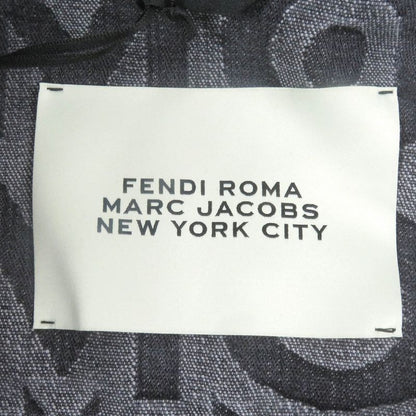 FENDI ROMA
MARC JACOBS
NEW YORK CITY